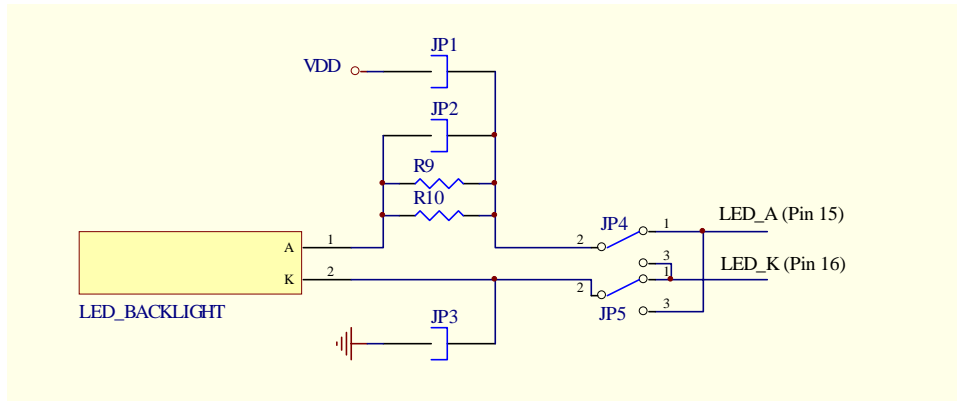 JP1
VDD
JP2
R9
R10
JP4
1
LED_A (Pin 15)
A
1
2
3
LED_K (Pin 16)
K
2
1
2
LED_BACKLIGHT
JP3
JP5
3